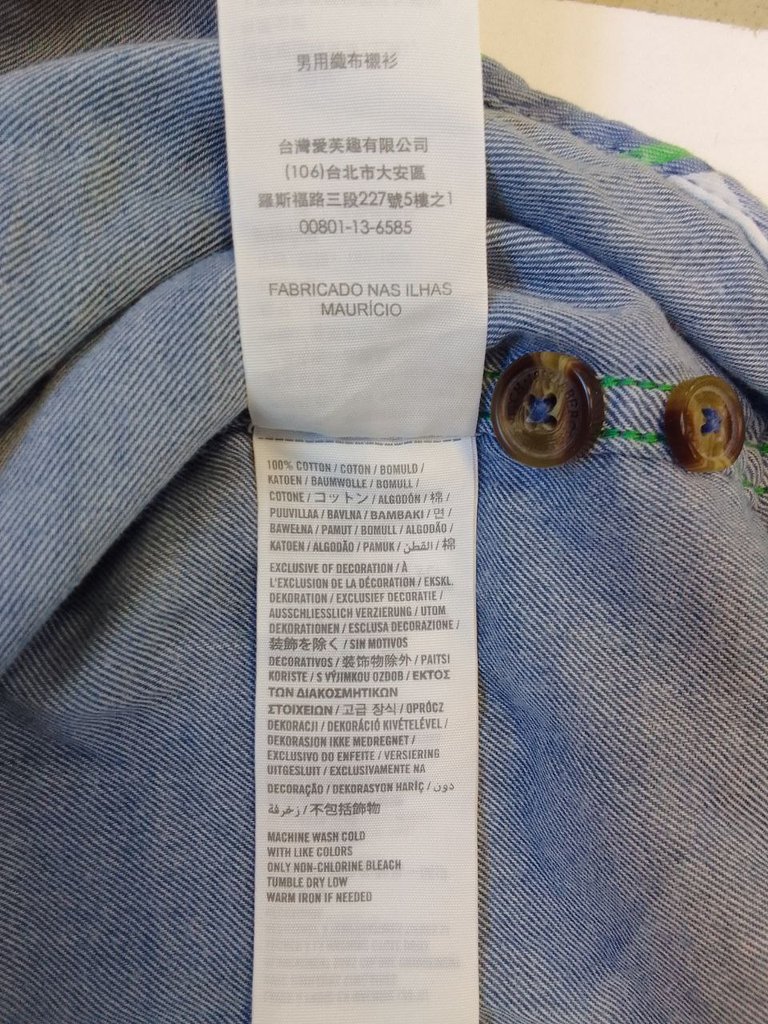 男用織布襯衫
台灣愛芙趣有限公司
(106)台北市大安區
羅斯福路三段227號5樓之1
00801-13-6585
FABRICADO NAS ILHAS
MAURÍCIO
100% COTTON / COTON / BOMULD /
KATOEN / BAUMWOLLE / BOMULL /
COTONE / コットン / ALGODÓN / 棉 /
PUUVILLAA / BAVLNA / ΒΑΜΒΑΚΙ / 면 /
BAWEŁNA / PAMUT / BOMULL / ALGODÃO /
KATOEN / ALGODÃO / PAMUK / القطن / 棉
EXCLUSIVE OF DECORATION / À
L'EXCLUSION DE LA DÉCORATION / EKSKL.
DEKORATION / EXCLUSIEF DECORATIE /
AUSSCHLIESSLICH VERZIERUNG / UTOM
DEKORATIONEN / ESCLUSA DECORAZIONE /
装飾を除く / SIN MOTIVOS
DECORATIVOS / 装饰物除外 / PAITSI
KORISTE / S VÝJIMKOU OZDOB / ΕΚΤΟΣ
ΤΩΝ ΔΙΑΚΟΣΜΗΤΙΚΩΝ
ΣΤΟΙΧΕΙΩΝ / 고급 장식 / OPRÓCZ
DEKORACJI / DEKORÁCIÓ KIVÉTELÉVEL /
DEKORASJON IKKE MEDREGNET /
EXCLUSIVO DO ENFEITE / VERSIERING
UITGESLUIT / EXCLUSIVAMENTE NA
DECORAÇÃO / DEKORASYON HARİÇ / دون
زخرفة / 不包括飾物
MACHINE WASH COLD
WITH LIKE COLORS
ONLY NON-CHLORINE BLEACH
TUMBLE DRY LOW
WARM IRON IF NEEDED